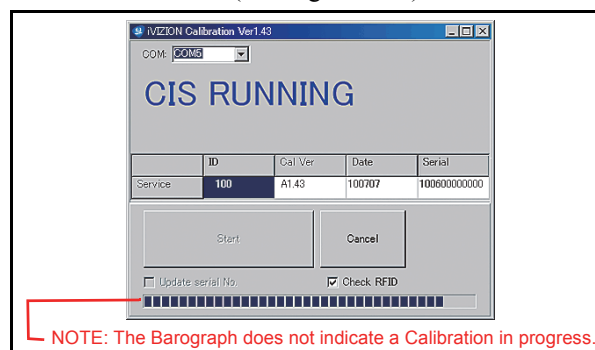 iVIZION Calibration Ver1.43
COM: COM5
CIS RUNNING
ID Cal Ver Date Serial
Service 100 A1.43 100707 100600000000
Start Cancel
Update serial No. Check RFID
NOTE: The Barograph does not indicate a Calibration in progress.